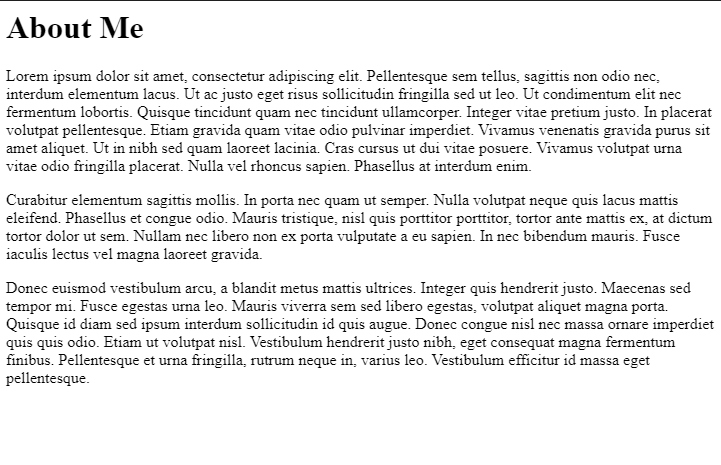 About Me
Lorem ipsum dolor sit amet, consectetur adipiscing elit. Pellentesque sem tellus, sagittis non odio nec,
interdum elementum lacus. Ut ac justo eget risus sollicitudin fringilla sed ut leo. Ut condimentum elit nec
fermentum lobortis. Quisque tincidunt quam nec tincidunt ullamcorper. Integer vitae pretium justo. In placerat
volutpat pellentesque. Etiam gravida quam vitae odio pulvinar imperdiet. Vivamus venenatis gravida purus sit
amet aliquet. Ut in nibh sed quam laoreet lacinia. Cras cursus ut dui vitae posuere. Vivamus volutpat urna
vitae odio fringilla placerat. Nulla vel rhoncus sapien. Phasellus at interdum enim.
Curabitur elementum sagittis mollis. In porta nec quam ut semper. Nulla volutpat neque quis lacus mattis
eleifend. Phasellus et congue odio. Mauris tristique, nisl quis porttitor porttitor, tortor ante mattis ex, at dictum
tortor dolor ut sem. Nullam nec libero non ex porta vulputate a eu sapien. In nec bibendum mauris. Fusce
iaculis lectus vel magna laoreet gravida.
Donec euismod vestibulum arcu, a blandit metus mattis ultrices. Integer quis hendrerit justo. Maecenas sed
tempor mi. Fusce egestas urna leo. Mauris viverra sem sed libero egestas, volutpat aliquet magna porta.
Quisque id diam sed ipsum interdum sollicitudin id quis augue. Donec congue nisl nec massa ornare imperdiet
quis quis odio. Etiam ut volutpat nisl. Vestibulum hendrerit justo nibh, eget consequat magna fermentum
finibus. Pellentesque et urna fringilla, rutrum neque in, varius leo. Vestibulum efficitur id massa eget
pellentesque.